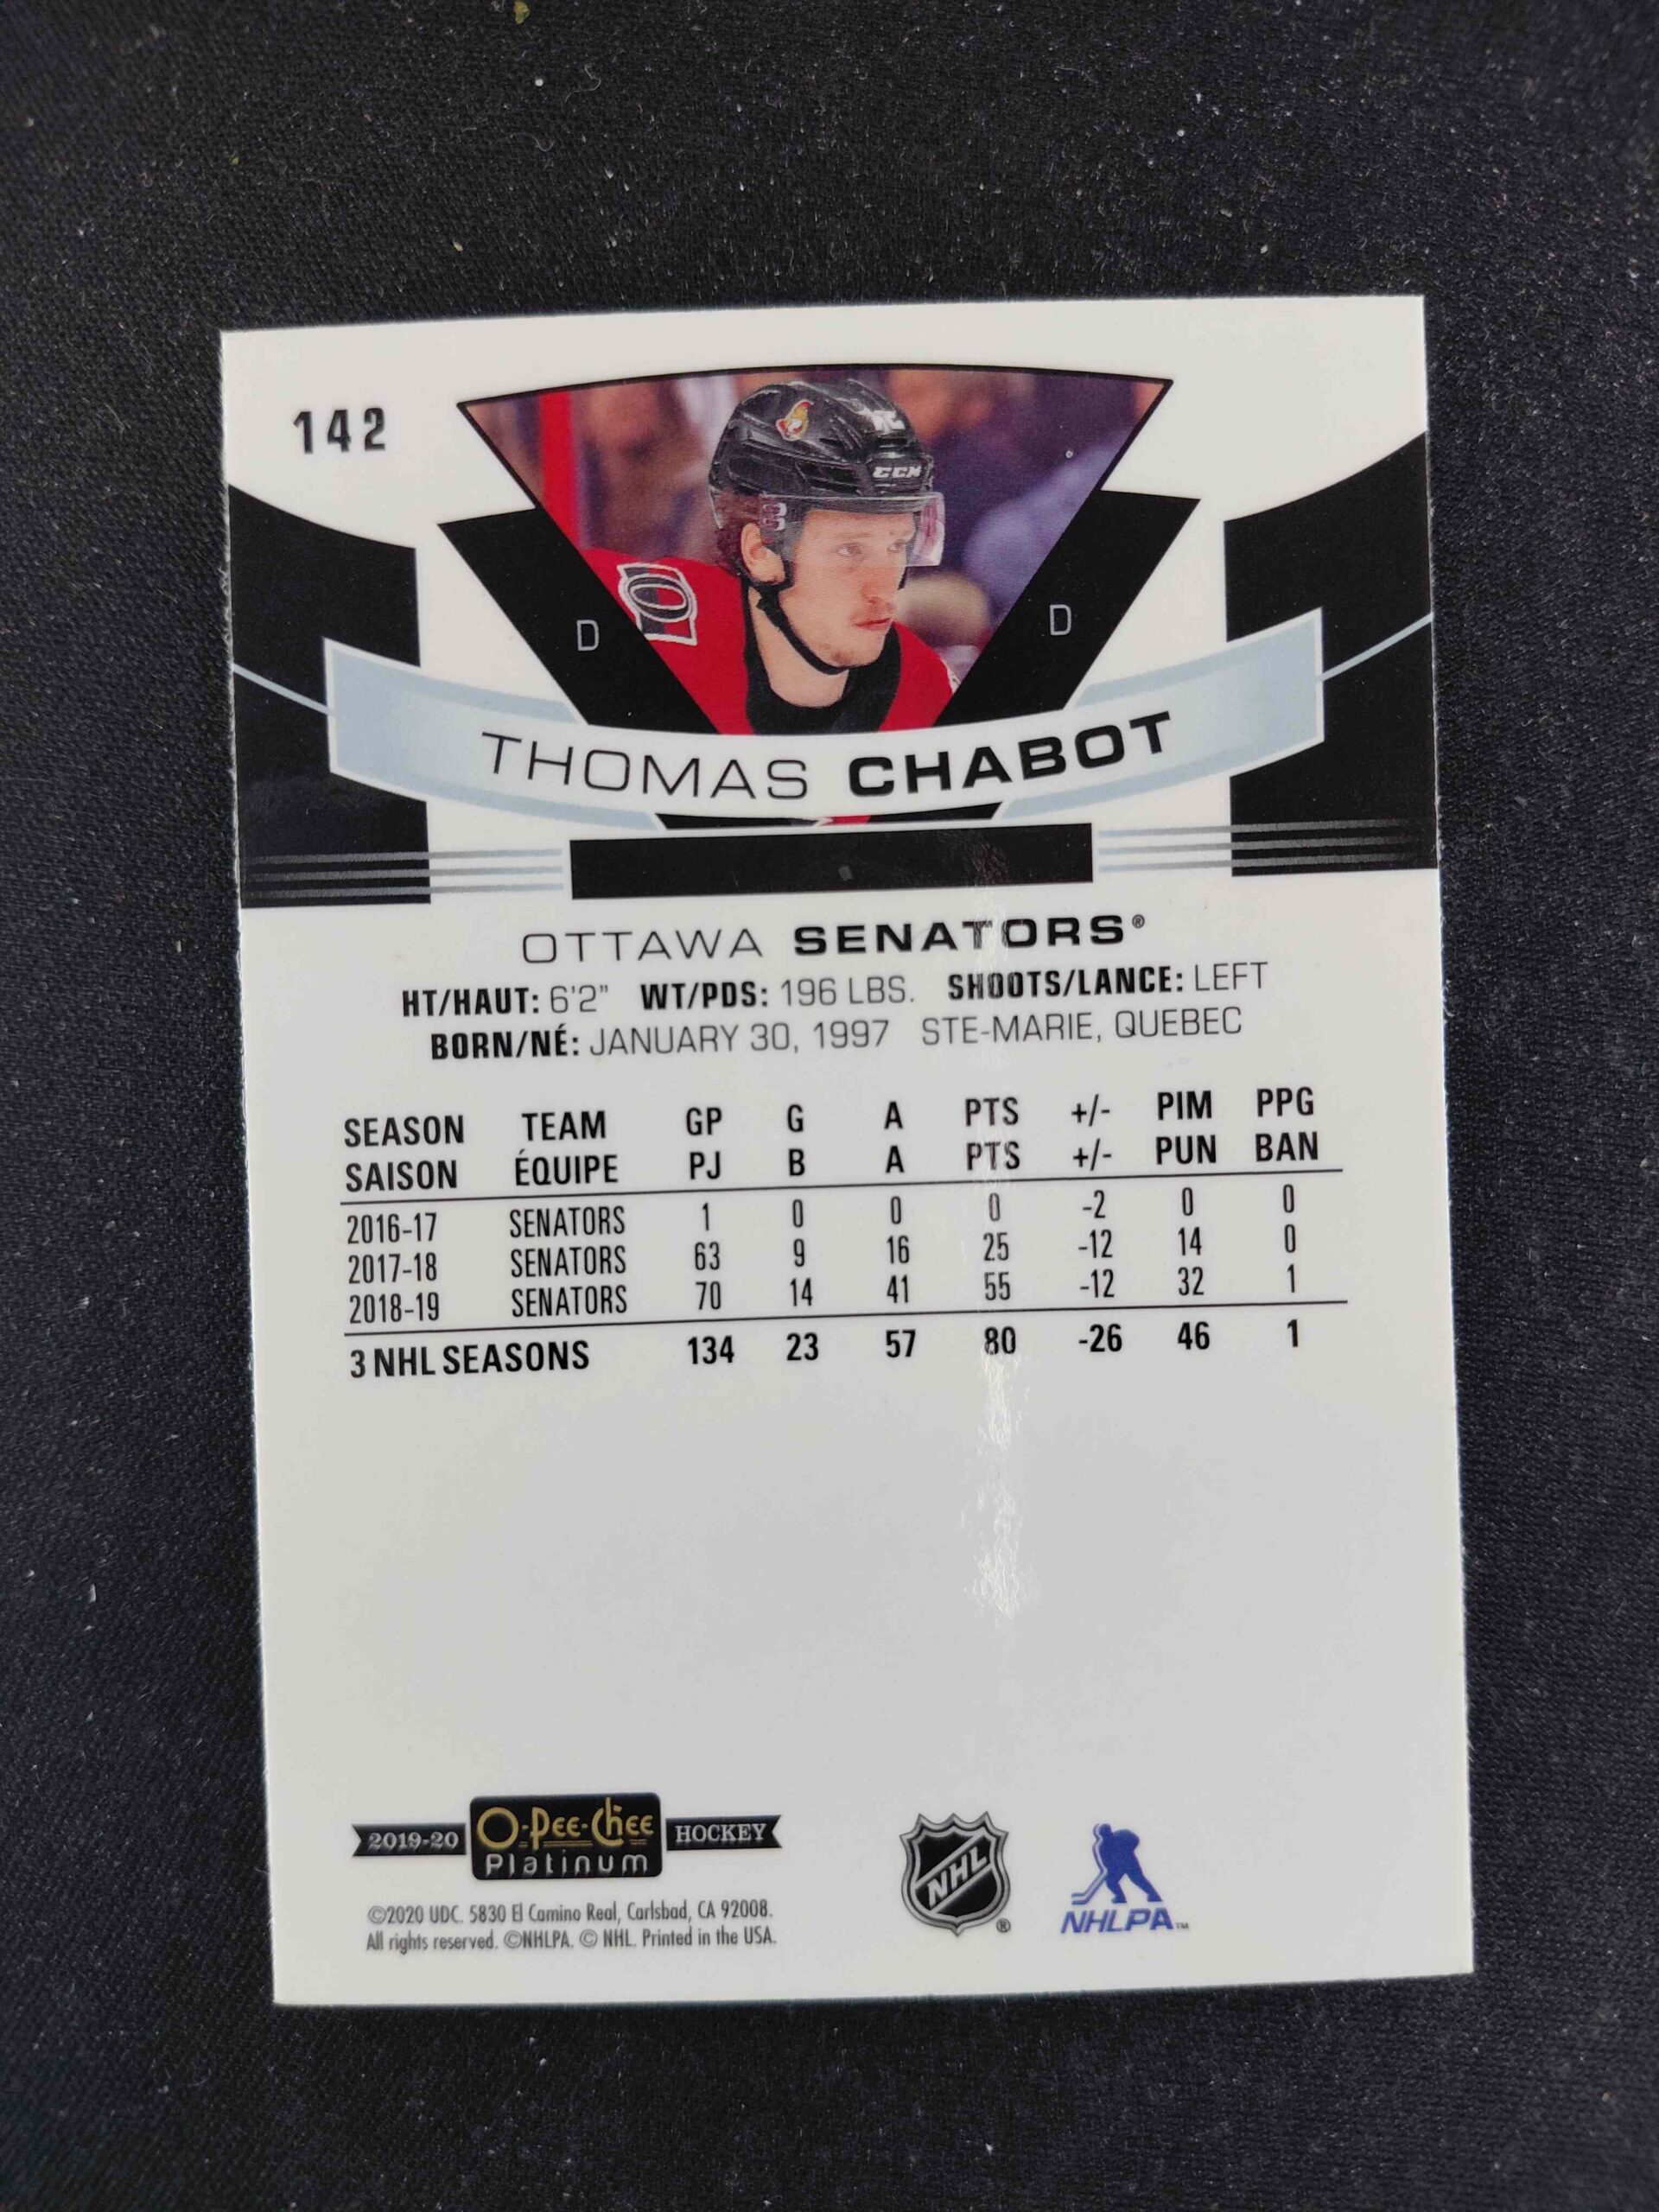 142
CCM
D D
THOMAS CHABOT
OTTAWA SENATORS®
HT/HAUT: 6'2" WT/PDS: 196 LBS. SHOOTS/LANCE: LEFT
BORN/NÉ: JANUARY 30, 1997 STE-MARIE, QUEBEC
SEASON TEAM GP G A PTS +/- PIM PPG
SAISON ÉQUIPE PJ B A PTS +/- PUN BAN
2016-17 SENATORS 1 0 0 0 -2 0 0
2017-18 SENATORS 63 9 16 25 -12 14 0
2018-19 SENATORS 70 14 41 55 -12 32 1
3 NHL SEASONS 134 23 57 80 -26 46 1
2019-20 O-Pee-Chee HOCKEY
Platinum
©2020 UDC. 5830 El Camino Real, Carlsbad, CA 92008.
All rights reserved. ©NHLPA. © NHL. Printed in the USA.
NHL®
NHLPA™